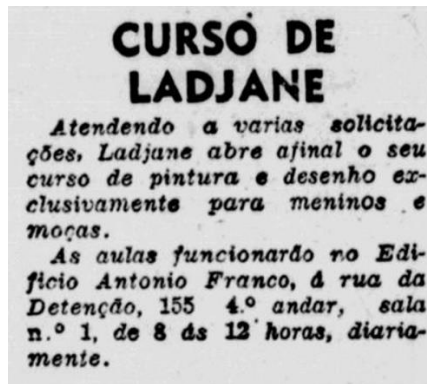 CURSO DE
LADJANE
Atendendo a varias solicita-
ções, Ladjane abre afinal o seu
curso de pintura e desenho ex-
clusivamente para meninos e
moças.
As aulas funcionarão no Edi-
ficio Antonio Franco, á rua da
Detenção, 155 4.º andar, sala
n.º 1, de 8 ás 12 horas, diaria-
mente.